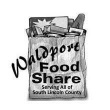 Waldport
Food
Share
Serving All of
South Lincoln County